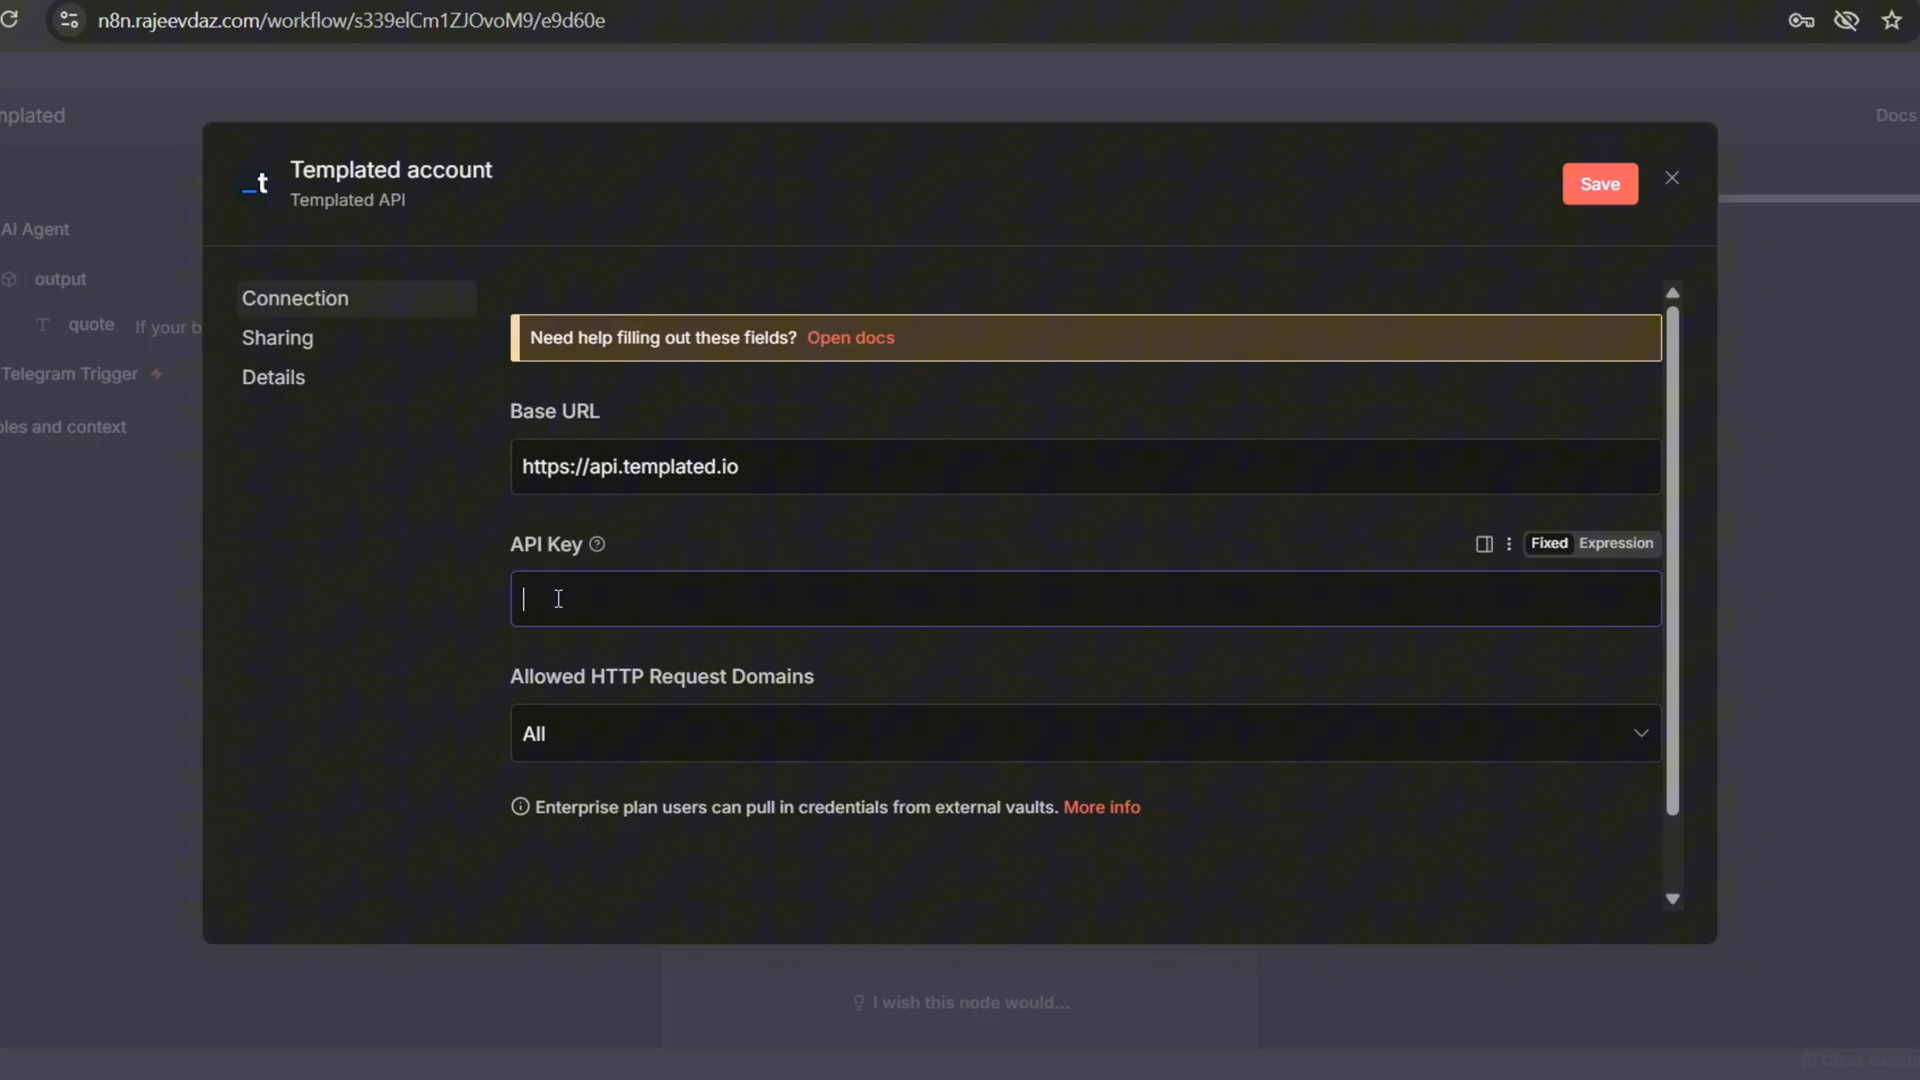 n8n.rajeevdaz.com/workflow/s339elCm1ZJOvoM9/e9d60e
mplated
Docs
_t
Templated account
Templated API
Save
AI Agent
output
T quote If your b
Telegram Trigger
bles and context
Connection
Sharing
Details
Need help filling out these fields? Open docs
Base URL
https://api.templated.io
API Key
Fixed Expression
Allowed HTTP Request Domains
All
Enterprise plan users can pull in credentials from external vaults. More info
I wish this node would...